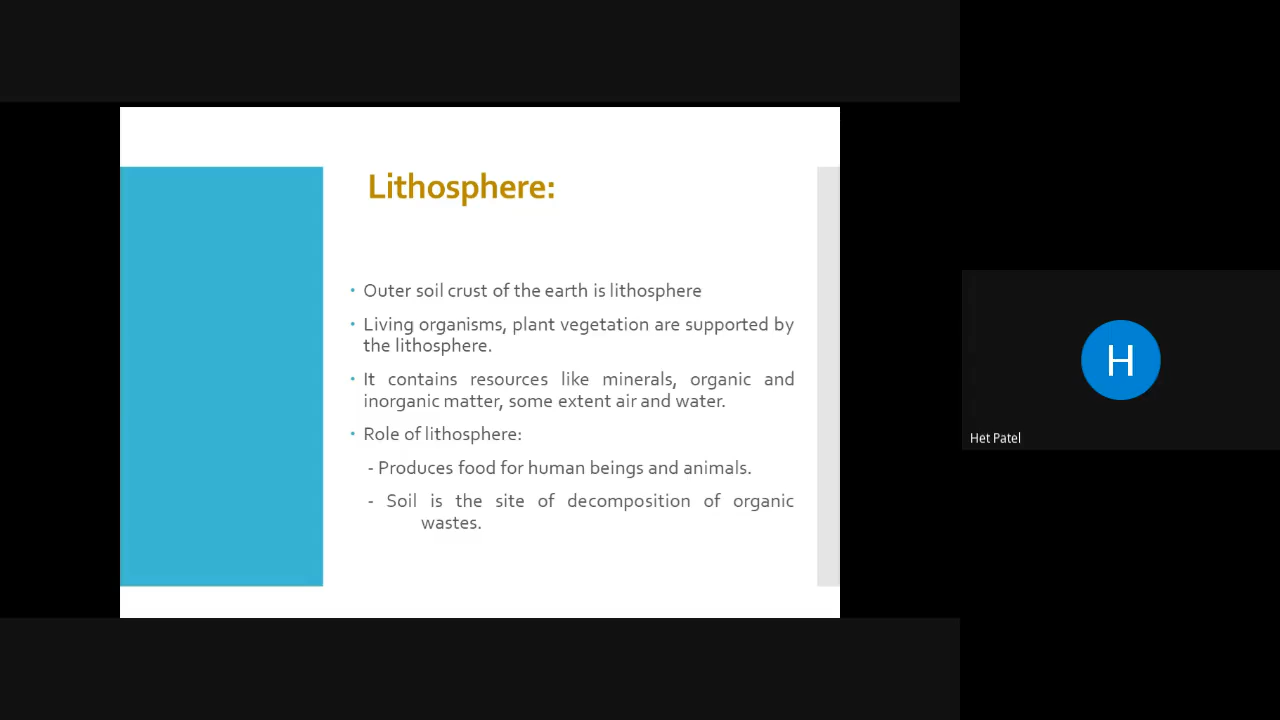 Lithosphere:
• Outer soil crust of the earth is lithosphere
• Living organisms, plant vegetation are supported by
the lithosphere.
• It contains resources like minerals, organic and
inorganic matter, some extent air and water.
• Role of lithosphere:
- Produces food for human beings and animals.
- Soil is the site of decomposition of organic
wastes.
H
Het Patel